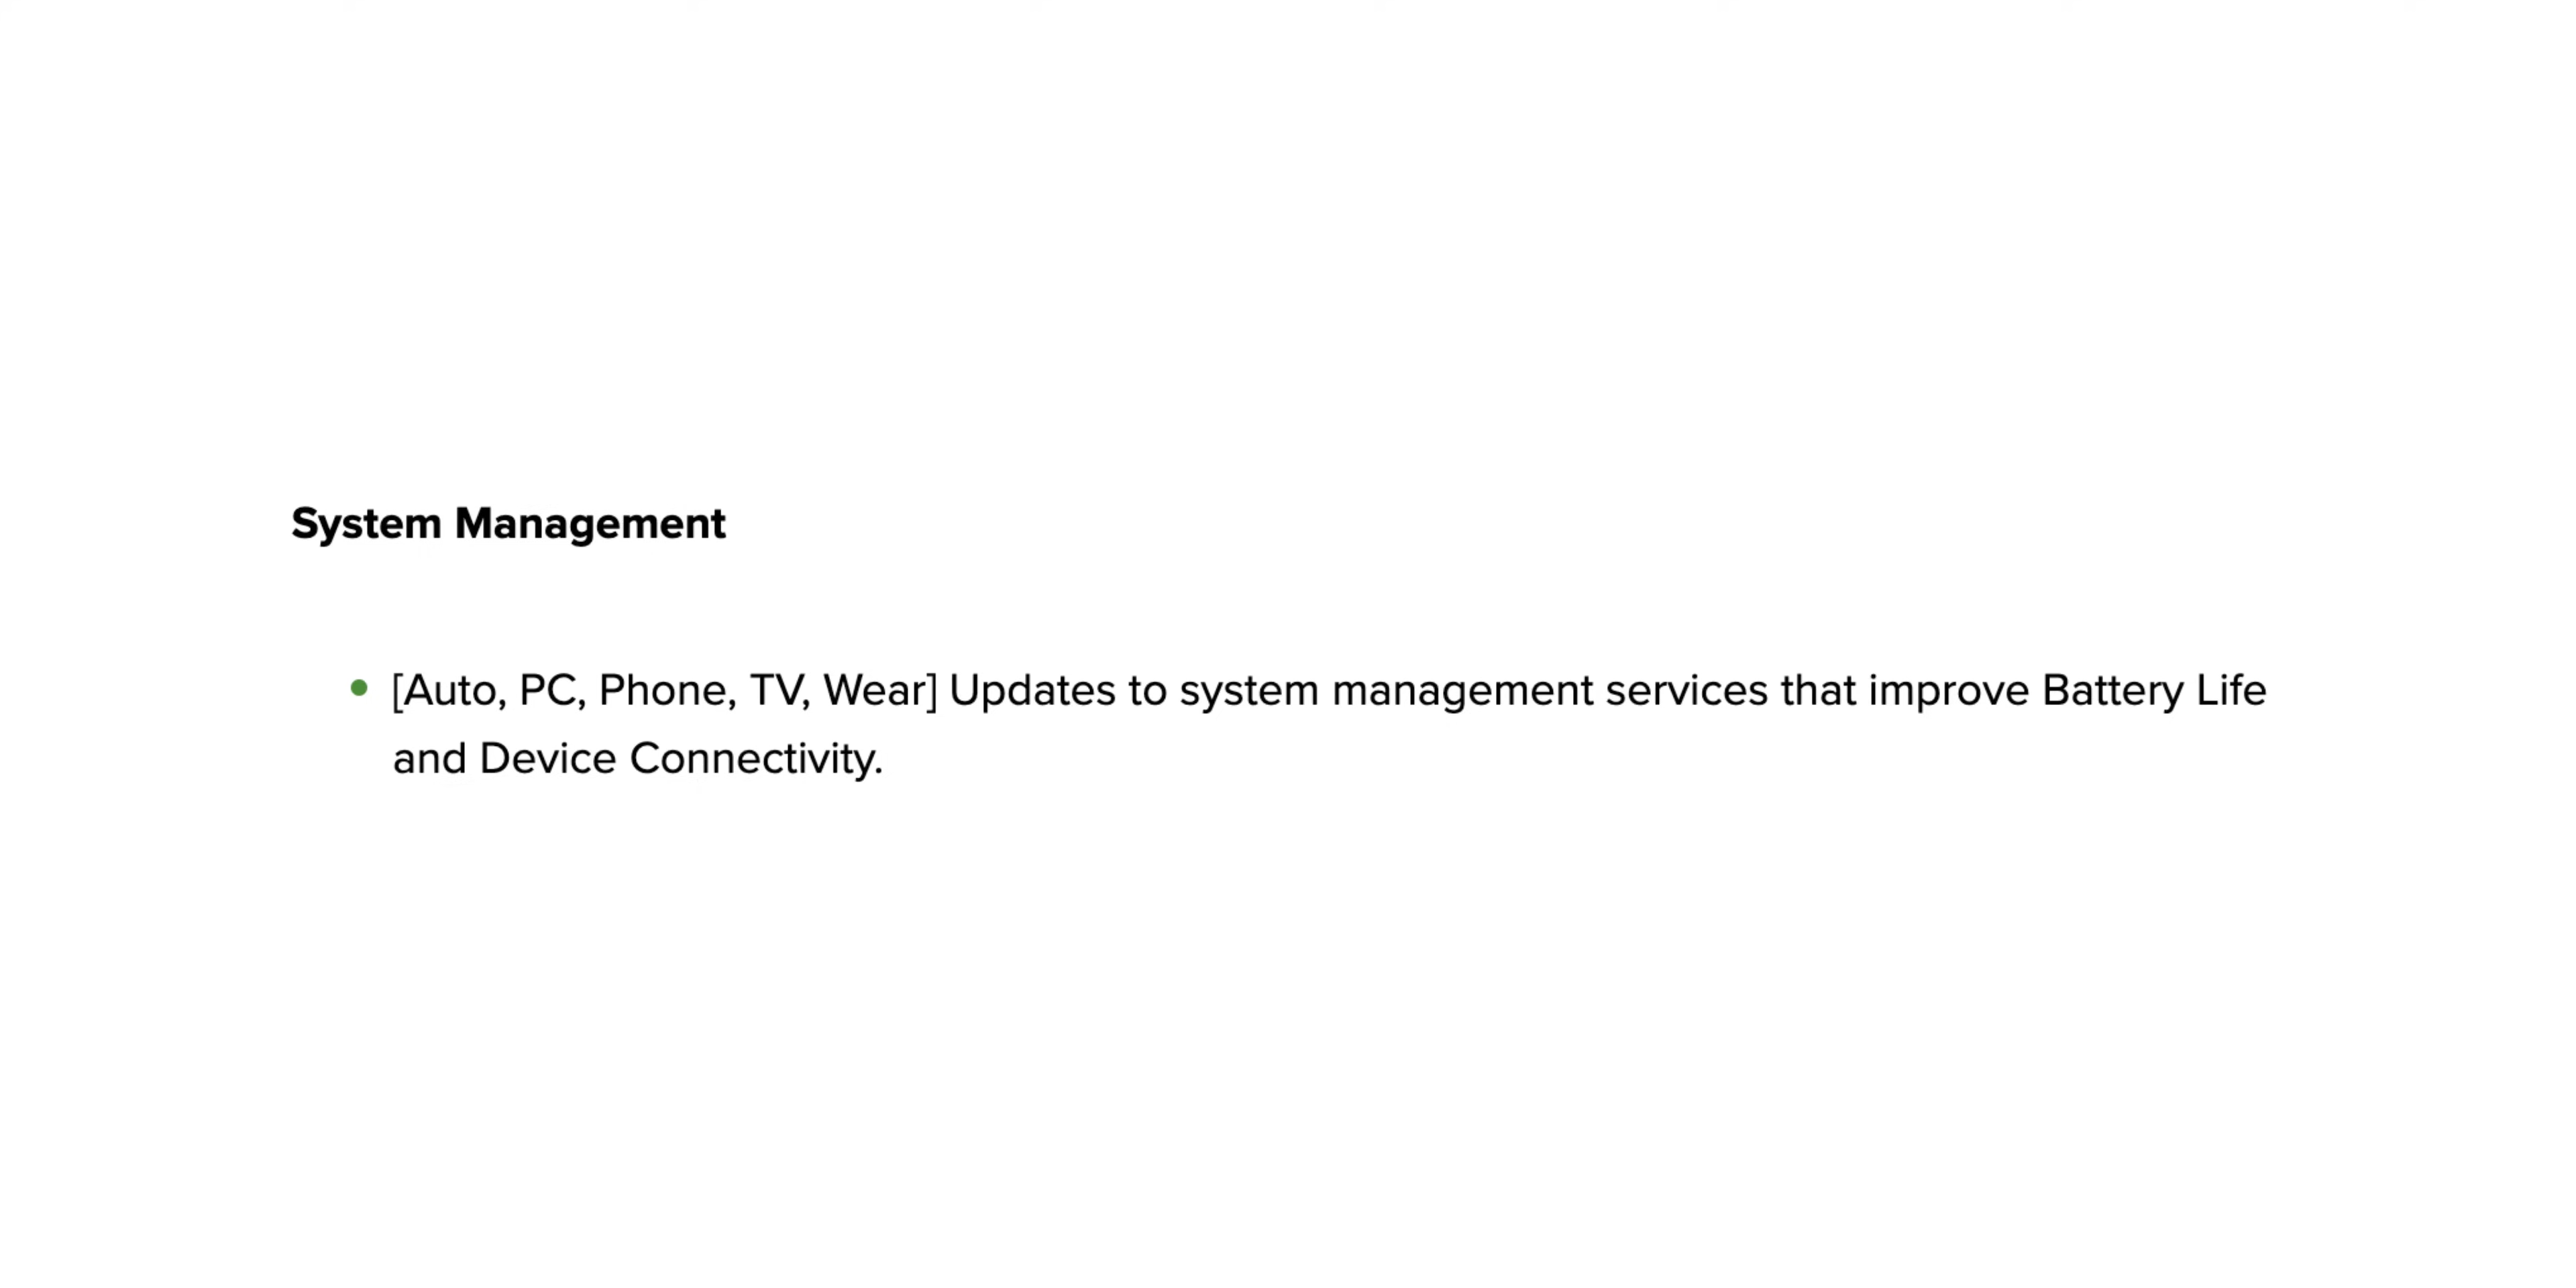 System Management
• [Auto, PC, Phone, TV, Wear] Updates to system management services that improve Battery Life
and Device Connectivity.